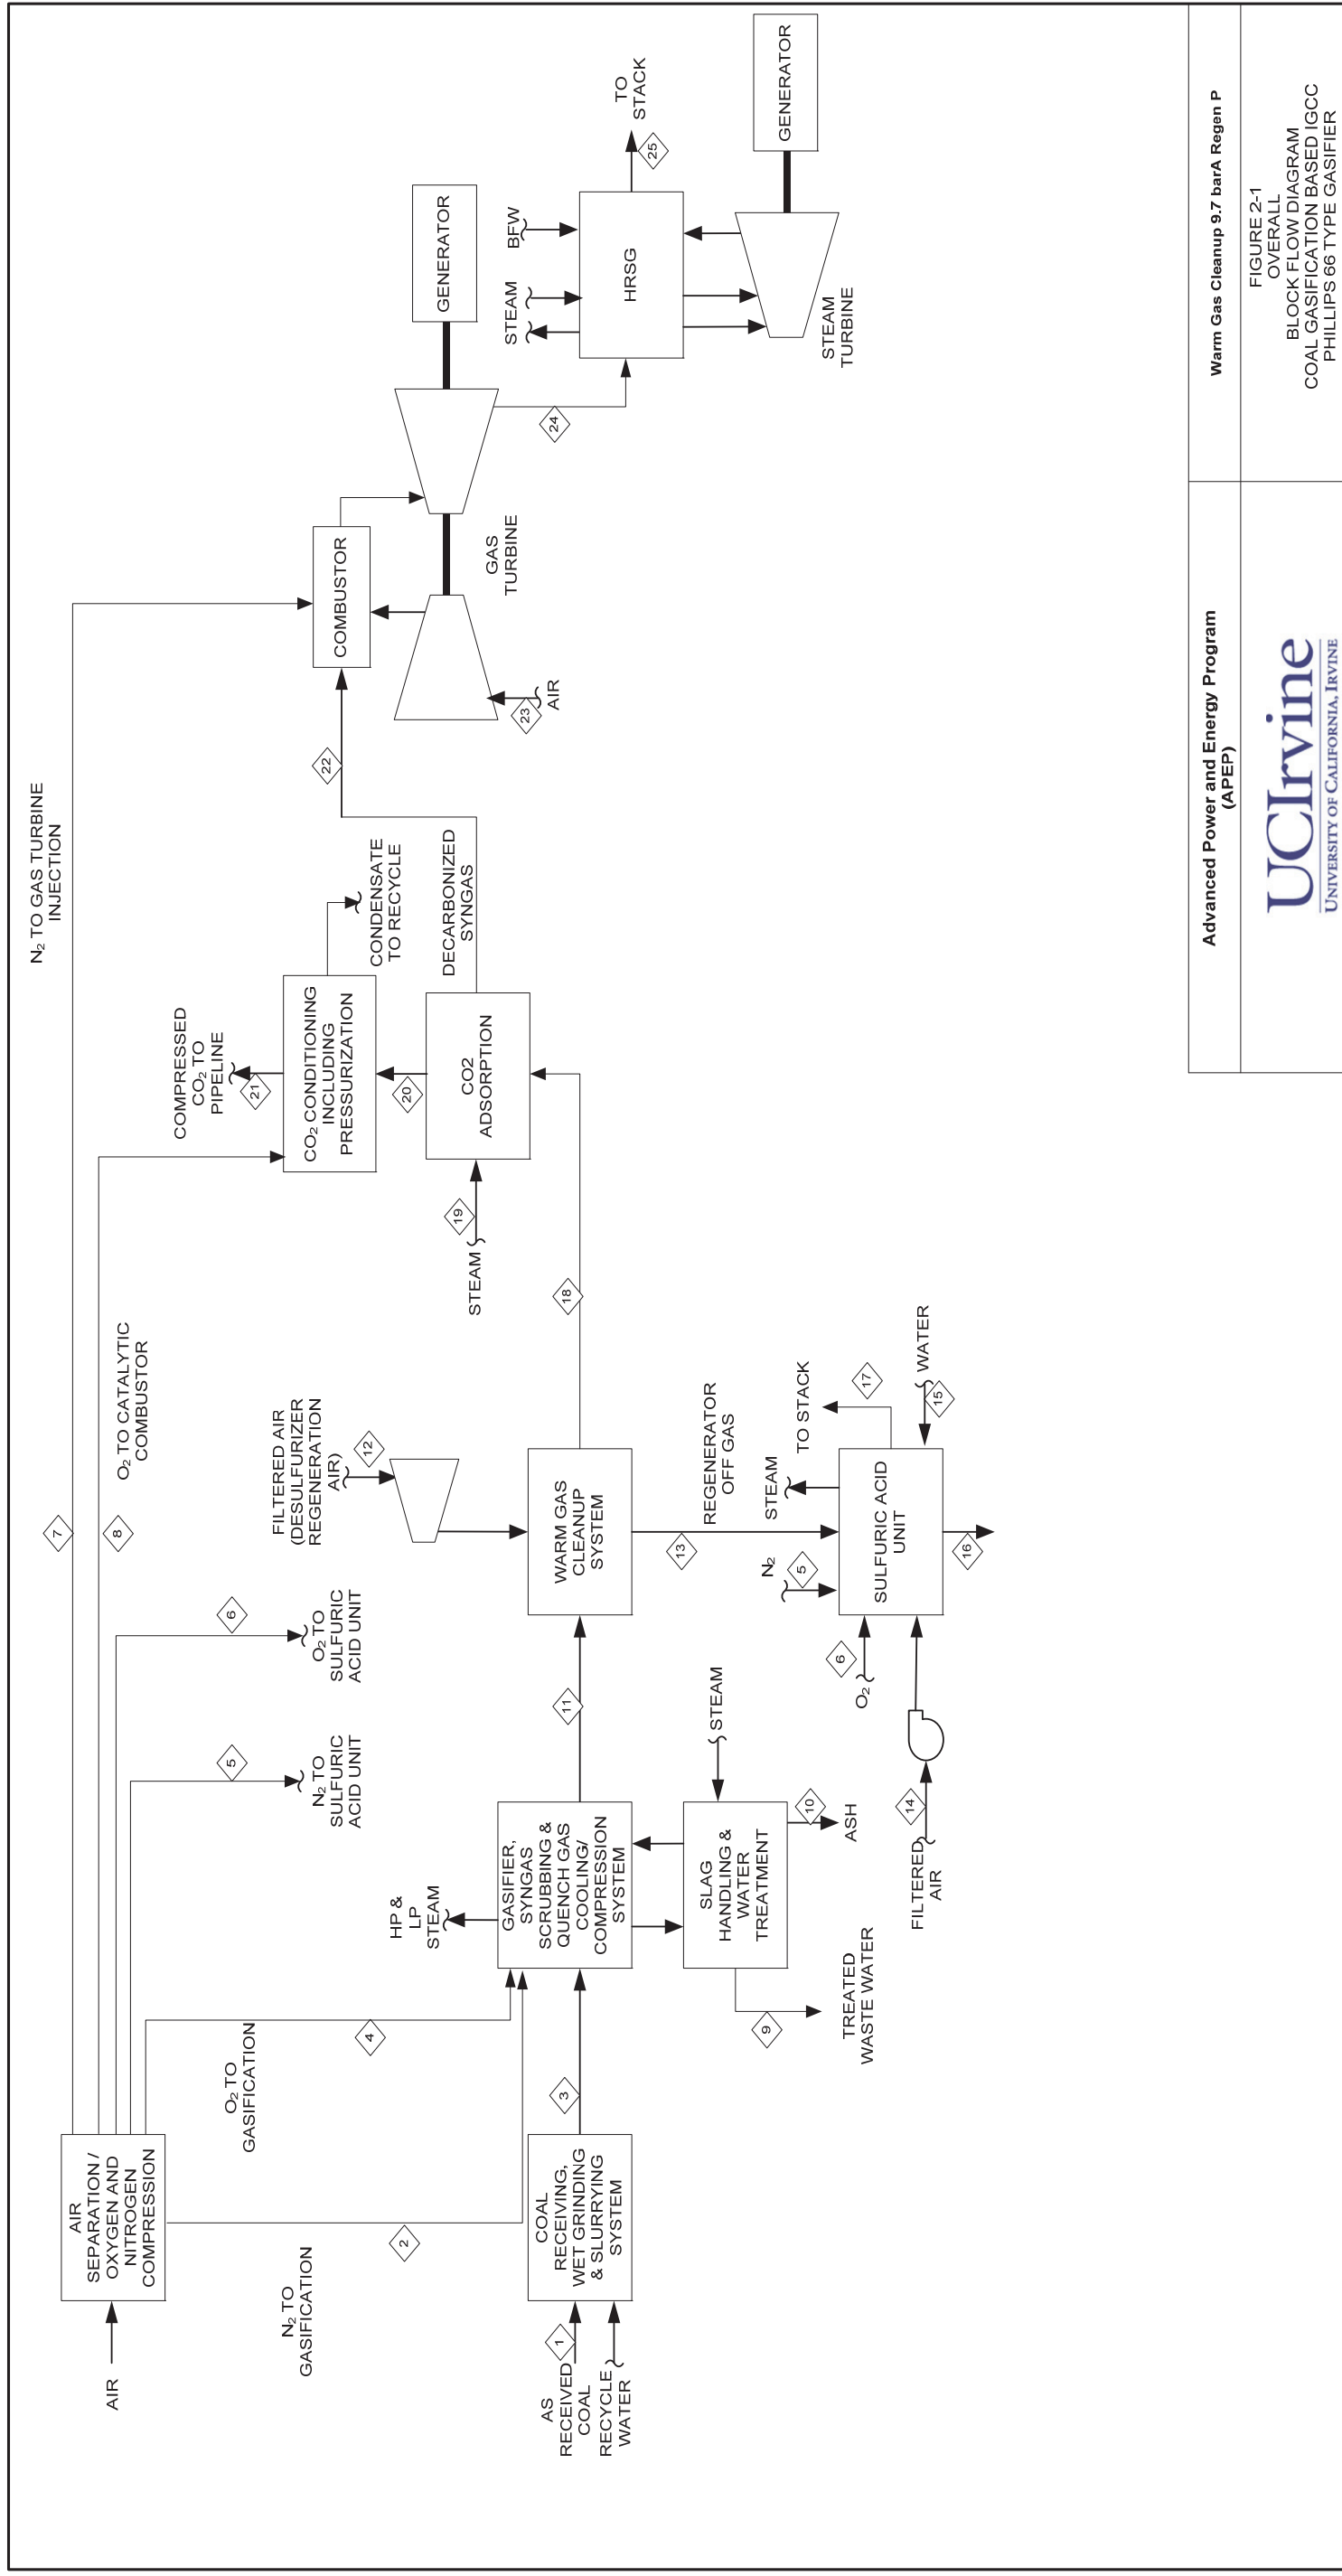 N₂ TO GAS TURBINE
INJECTION
O₂ TO CATALYTIC
COMBUSTOR
7
8
AIR
AIR
SEPARATION /
OXYGEN AND
NITROGEN
COMPRESSION
N₂ TO
GASIFICATION
2
O₂ TO
GASIFICATION
4
5
N₂ TO
SULFURIC
ACID UNIT
6
O₂ TO
SULFURIC
ACID UNIT
AS
RECEIVED
COAL
1
RECYCLE
WATER
COAL
RECEIVING,
WET GRINDING
& SLURRYING
SYSTEM
3
HP &
LP
STEAM
GASIFIER,
SYNGAS
SCRUBBING &
QUENCH GAS
COOLING/
COMPRESSION
SYSTEM
SLAG
HANDLING &
WATER
TREATMENT
STEAM
9
TREATED
WASTE WATER
10
ASH
11
FILTERED AIR
(DESULFURIZER
REGENERATION
AIR)
12
WARM GAS
CLEANUP
SYSTEM
13
REGENERATOR
OFF GAS
N₂
5
STEAM
TO STACK
17
6
O₂
SULFURIC ACID
UNIT
WATER
15
FILTERED
AIR
14
16
18
STEAM
19
CO2
ADSORPTION
20
CO₂ CONDITIONING
INCLUDING
PRESSURIZATION
21
COMPRESSED
CO₂ TO
PIPELINE
CONDENSATE
TO RECYCLE
DECARBONIZED
SYNGAS
22
COMBUSTOR
23
AIR
GAS
TURBINE
GENERATOR
24
STEAM
BFW
HRSG
TO
STACK
25
STEAM
TURBINE
GENERATOR
Advanced Power and Energy Program
(APEP)
UCIrvine
UNIVERSITY OF CALIFORNIA, IRVINE
Warm Gas Cleanup 9.7 barA Regen P
FIGURE 2-1
OVERALL
BLOCK FLOW DIAGRAM
COAL GASIFICATION BASED IGCC
PHILLIPS 66 TYPE GASIFIER